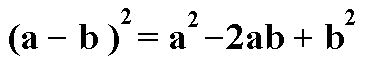 (a − b )² = a² −2ab + b²